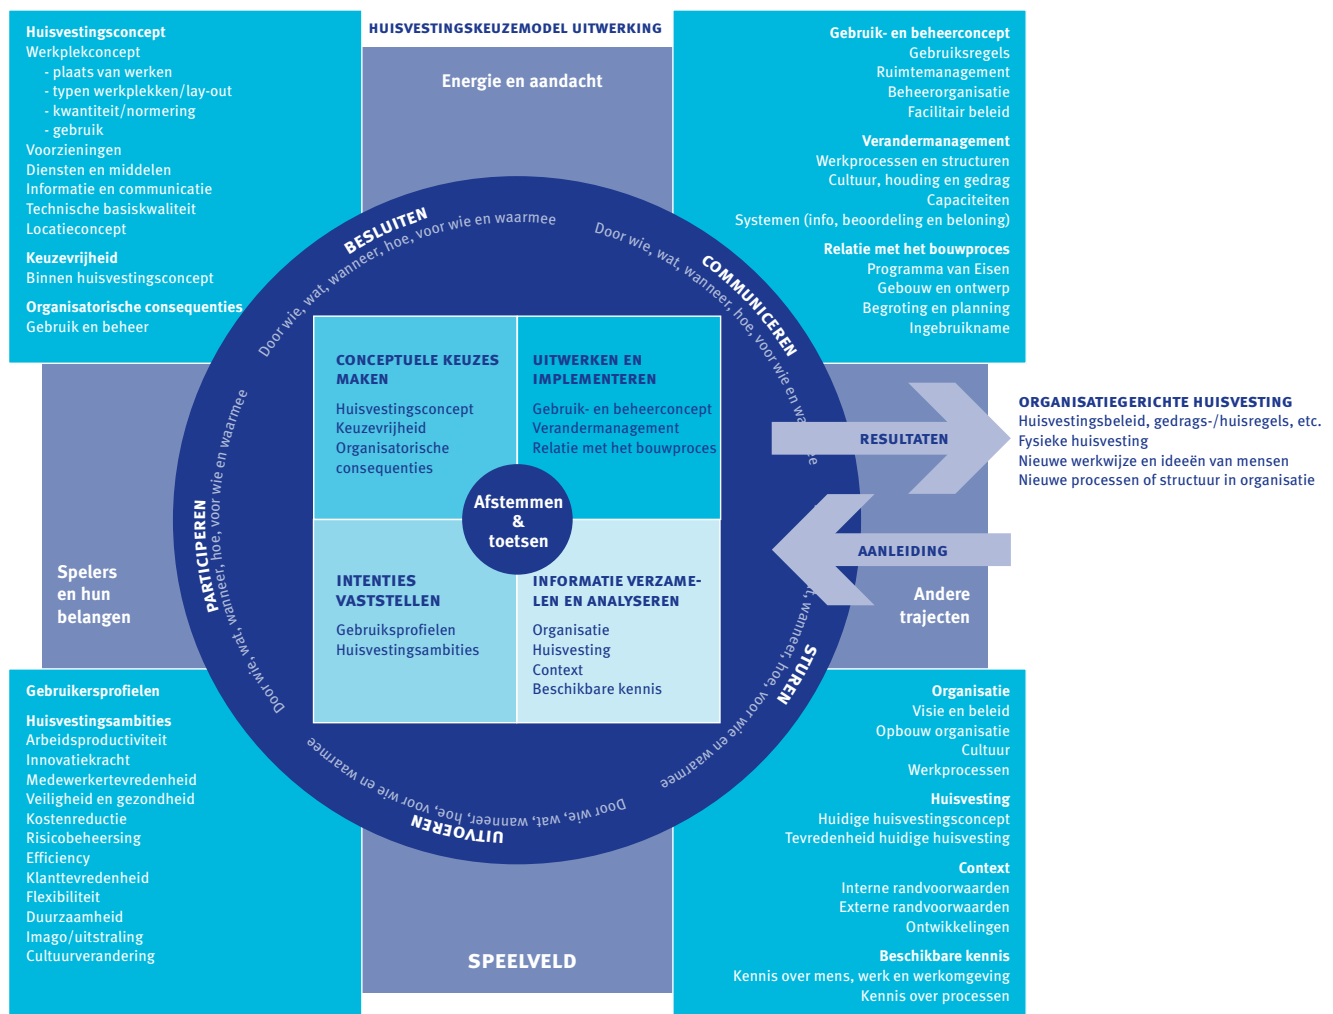 HUISVESTINGSKEUZEMODEL UITWERKING
Huisvestingsconcept
Werkplekconcept
- plaats van werken
- typen werkplekken/lay-out
- kwantiteit/normering
- gebruik
Voorzieningen
Diensten en middelen
Informatie en communicatie
Technische basiskwaliteit
Locatieconcept
Keuzevrijheid
Binnen huisvestingsconcept
Organisatorische consequenties
Gebruik en beheer
Energie en aandacht
Gebruik- en beheerconcept
Gebruiksregels
Ruimtemanagement
Beheerorganisatie
Facilitair beleid
Verandermanagement
Werkprocessen en structuren
Cultuur, houding en gedrag
Capaciteiten
Systemen (info, beoordeling en beloning)
Relatie met het bouwproces
Programma van Eisen
Gebouw en ontwerp
Begroting en planning
Ingebruikname
BESLUITEN
Door wie, wat, wanneer, hoe, voor wie en waarmee
COMMUNICEREN
Door wie, wat, wanneer, hoe, voor wie en wa
ee
PARTICIPEREN
Door wie, wat, wanneer, hoe, voor wie en waarmee
CONCEPTUELE KEUZES
MAKEN
Huisvestingsconcept
Keuzevrijheid
Organisatorische
consequenties
UITWERKEN EN
IMPLEMENTEREN
Gebruik- en beheerconcept
Verandermanagement
Relatie met het bouwproces
Afstemmen
&
toetsen
INTENTIES
VASTSTELLEN
Gebruiksprofielen
Huisvestingsambities
INFORMATIE VERZAME-
LEN EN ANALYSEREN
Organisatie
Huisvesting
Context
Beschikbare kennis
RESULTATEN
ORGANISATIEGERICHTE HUISVESTING
Huisvestingsbeleid, gedrags-/huisregels, etc.
Fysieke huisvesting
Nieuwe werkwijze en ideeën van mensen
Nieuwe processen of structuur in organisatie
AANLEIDING
Spelers
en hun
belangen
Andere
trajecten
STUREN
t, wanneer, hoe, voor wie en waarmee
UITVOEREN
Door wie, wat, wanneer, hoe, voor wie en waarmee
Gebruikersprofielen
Huisvestingsambities
Arbeidsproductiviteit
Innovatiekracht
Medewerkertevredenheid
Veiligheid en gezondheid
Kostenreductie
Risicobeheersing
Efficiency
Klanttevredenheid
Flexibiliteit
Duurzaamheid
Imago/uitstraling
Cultuurverandering
SPEELVELD
Organisatie
Visie en beleid
Opbouw organisatie
Cultuur
Werkprocessen
Huisvesting
Huidige huisvestingsconcept
Tevredenheid huidige huisvesting
Context
Interne randvoorwaarden
Externe randvoorwaarden
Ontwikkelingen
Beschikbare kennis
Kennis over mens, werk en werkomgeving
Kennis over processen